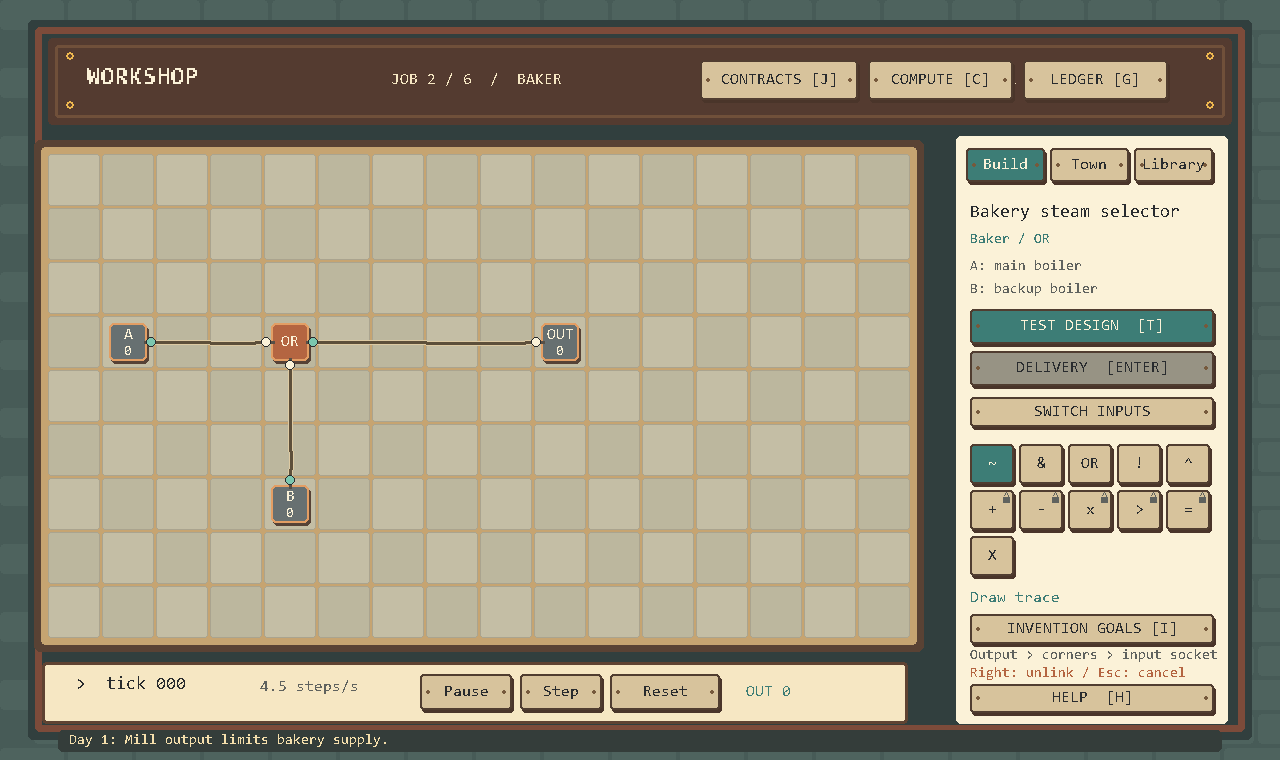 WORKSHOP
JOB 2 / 6 / BAKER
CONTRACTS [J]
COMPUTE [C]
LEDGER [G]
Build
Town
Library
Bakery steam selector
Baker / OR
A: main boiler
B: backup boiler
TEST DESIGN [T]
DELIVERY [ENTER]
SWITCH INPUTS
~ & OR ! ^
+ - x > =
X
Draw trace
INVENTION GOALS [I]
Output > corners > input socket
Right: unlink / Esc: cancel
HELP [H]
A
0
OR
OUT
0
B
0
> tick 000
4.5 steps/s
Pause
Step
Reset
OUT 0
Day 1: Mill output limits bakery supply.